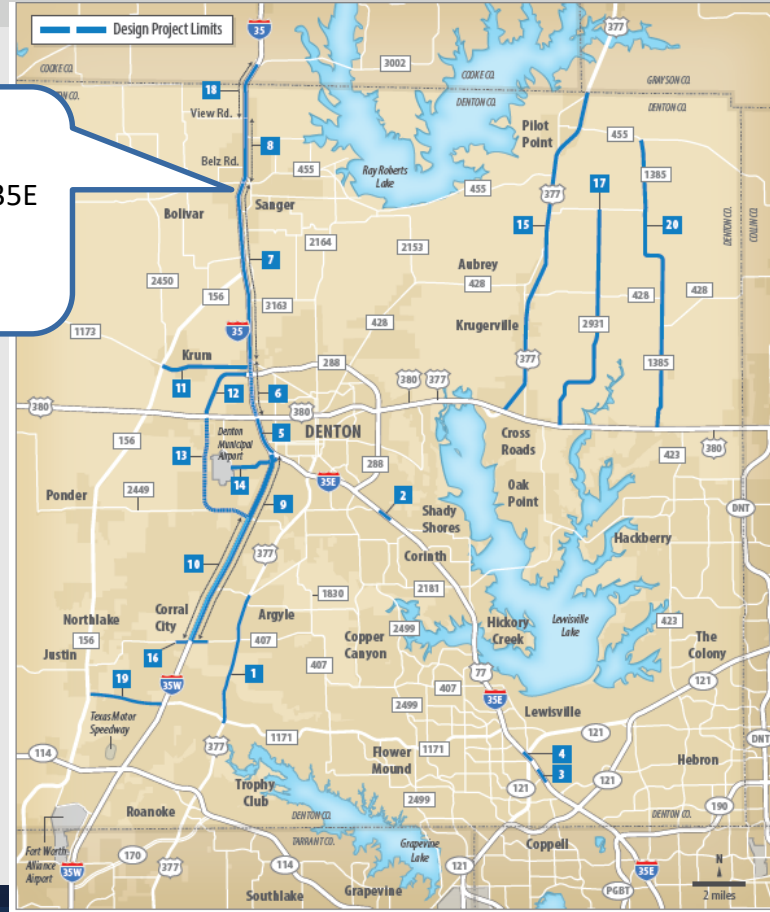 Design Project Limits
35
377
3002
COOKE CO.
COOKE CO.
GRAYSON CO.
DENTON CO.
DENTON CO.
18
View Rd.
Pilot
Point
455
8
Belz Rd.
455
Ray Roberts
Lake
455
377
17
1385
35E
Sanger
Bolivar
15
20
DENTON CO.
COLLIN CO.
2164
2153
7
Aubrey
428
2450
156
3163
428
428
428
1173
35
Krugerville
2931
Krum
288
377
1385
11
12
6
380
377
380
380
5
DENTON
Cross
Roads
156
Denton
Municipal
Airport
423
380
13
288
14
35E
Oak
Point
Ponder
2449
2
9
Shady
Shores
DNT
Hackberry
377
Corinth
10
2181
1830
Northlake
Corral
City
Argyle
Hickory
Creek
Lewisville
Lake
423
2499
156
407
Copper
Canyon
The
Colony
Justin
16
407
77
1
19
35W
407
35E
121
2499
Lewisville
Texas Motor
Speedway
121
377
1171
DNT
114
Flower
Mound
1171
4
Hebron
3
121
121
Trophy
Club
2499
190
Roanoke
DENTON CO.
TARRANT CO.
DENTON CO.
Coppell
Fort Worth
Alliance
Airport
170
Grapevine
Lake
N
35W
377
114
121
35E
2 miles
PGBT
Southlake
Grapevine